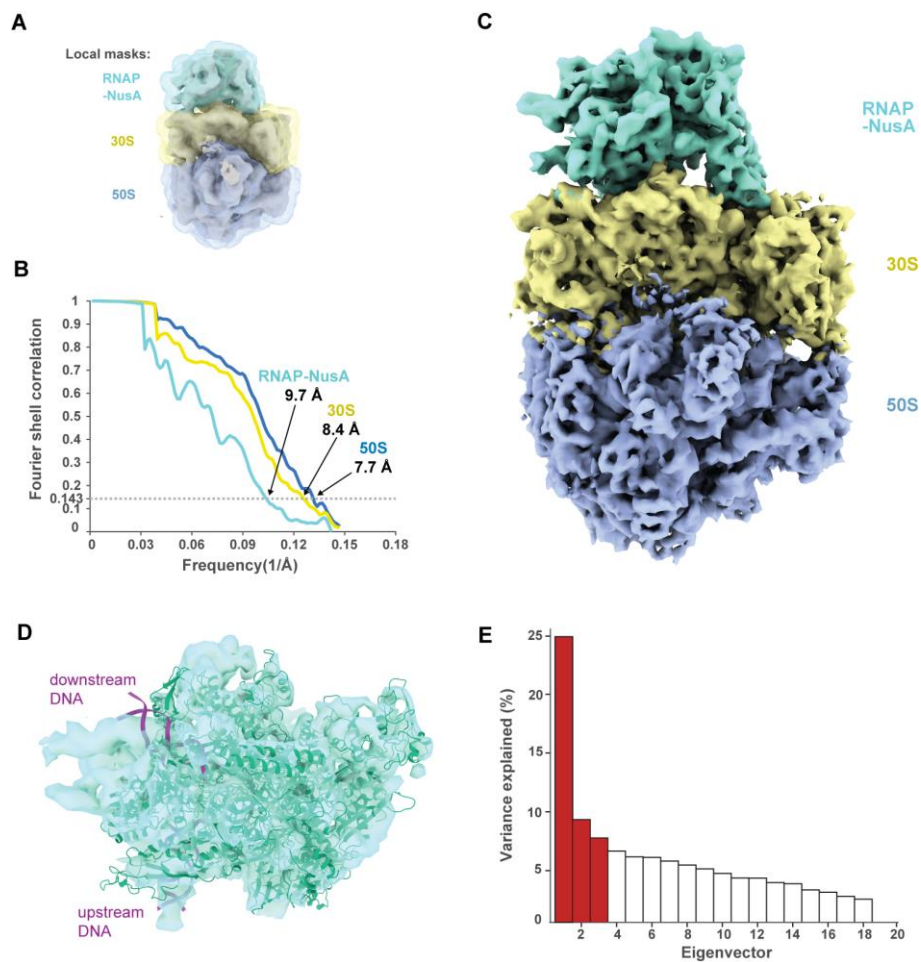 A
Local masks:
RNAP
-NusA
30S
50S
B
Fourier shell correlation
1
0.9
0.8
0.7
0.6
0.5
0.4
0.3
0.2
0.143
0.1
0
RNAP-NusA
9.7 Å
30S
8.4 Å
50S
7.7 Å
0 0.03 0.06 0.09 0.12 0.15 0.18
Frequency(1/Å)
C
RNAP
-NusA
30S
50S
D
downstream
DNA
upstream
DNA
E
Variance explained (%)
25
20
15
10
5
0
2 4 6 8 10 12 14 16 18 20
Eigenvector